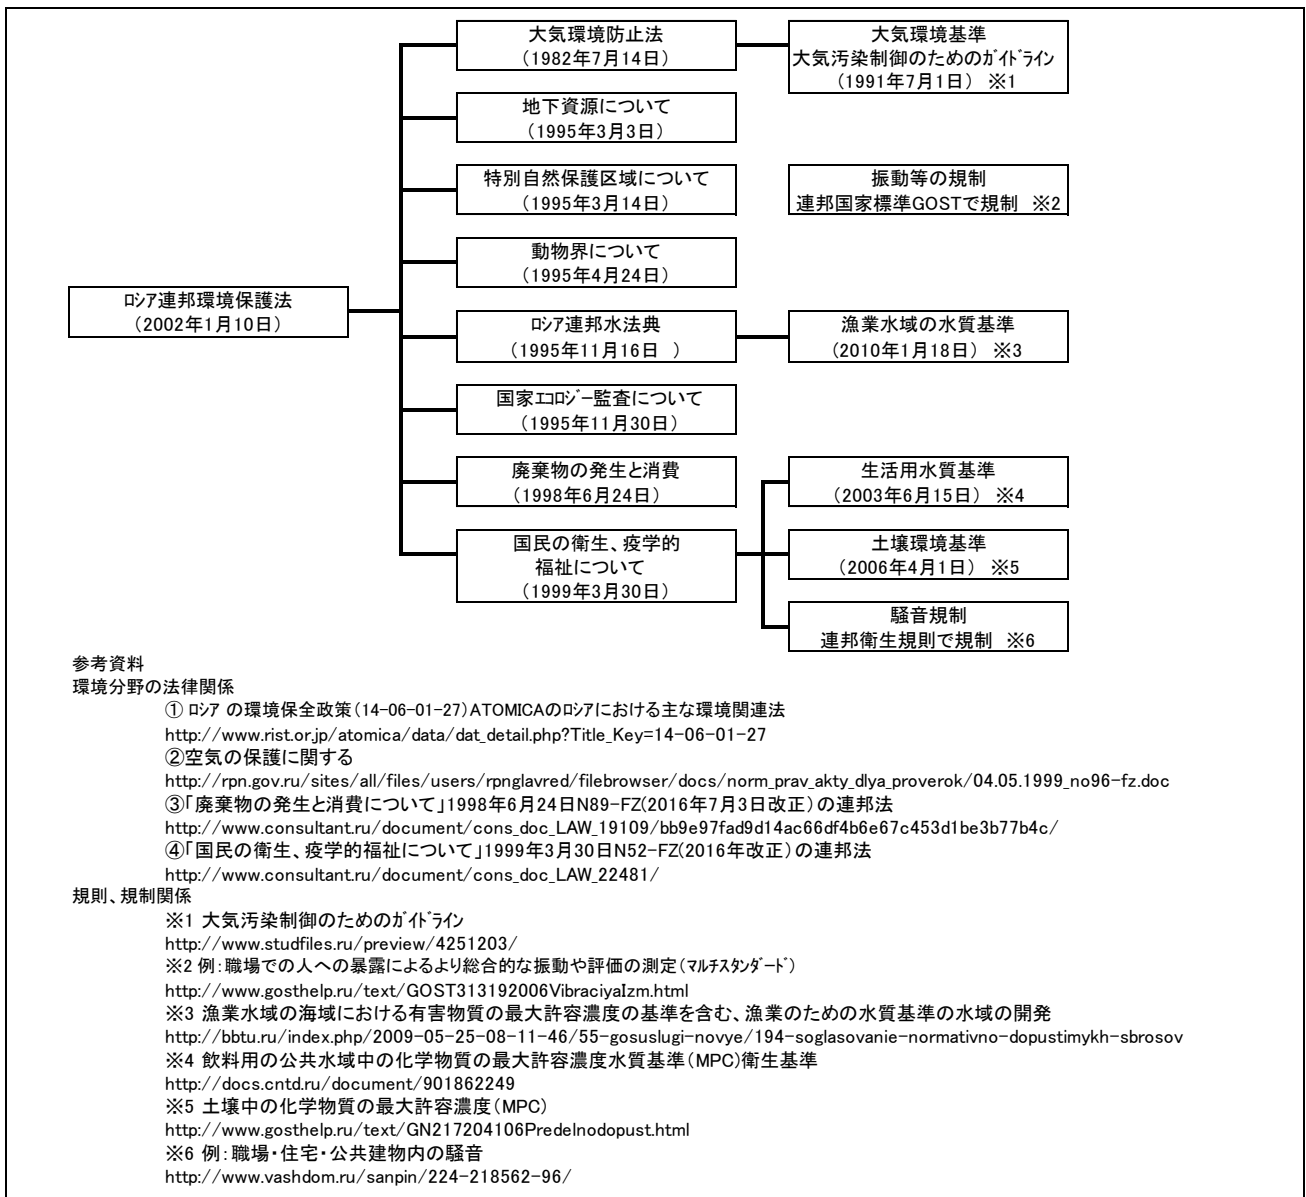 大気環境防止法
(1982年7月14日)
大気環境基準
大気汚染制御のためのガイドライン
(1991年7月1日) ※1
地下資源について
(1995年3月3日)
特別自然保護区域について
(1995年3月14日)
振動等の規制
連邦国家標準GOSTで規制 ※2
動物界について
(1995年4月24日)
ロシア連邦環境保護法
(2002年1月10日)
ロシア連邦水法典
(1995年11月16日 )
漁業水域の水質基準
(2010年1月18日) ※3
国家エコロジー監査について
(1995年11月30日)
廃棄物の発生と消費
(1998年6月24日)
生活用水質基準
(2003年6月15日) ※4
国民の衛生、疫学的
福祉について
(1999年3月30日)
土壌環境基準
(2006年4月1日) ※5
騒音規制
連邦衛生規則で規制 ※6
参考資料
環境分野の法律関係
① ロシア の環境保全政策(14-06-01-27)ATOMICAのロシアにおける主な環境関連法
http://www.rist.or.jp/atomica/data/dat_detail.php?Title_Key=14-06-01-27
②空気の保護に関する
http://rpn.gov.ru/sites/all/files/users/rpnglavred/filebrowser/docs/norm_prav_akty_dlya_proverok/04.05.1999_no96-fz.doc
③「廃棄物の発生と消費について」1998年6月24日N89-FZ(2016年7月3日改正)の連邦法
http://www.consultant.ru/document/cons_doc_LAW_19109/bb9e97fad9d14ac66df4b6e67c453d1be3b77b4c/
④「国民の衛生、疫学的福祉について」1999年3月30日N52-FZ(2016年改正)の連邦法
http://www.consultant.ru/document/cons_doc_LAW_22481/
規則、規制関係
※1 大気汚染制御のためのガイドライン
http://www.studfiles.ru/preview/4251203/
※2 例:職場での人への暴露によるより総合的な振動や評価の測定(マルチスタンダード)
http://www.gosthelp.ru/text/GOST313192006VibraciyaIzm.html
※3 漁業水域の海域における有害物質の最大許容濃度の基準を含む、漁業のための水質基準の水域の開発
http://bbtu.ru/index.php/2009-05-25-08-11-46/55-gosuslugi-novye/194-soglasovanie-normativno-dopustimykh-sbrosov
※4 飲料用の公共水域中の化学物質の最大許容濃度水質基準(MPC)衛生基準
http://docs.cntd.ru/document/901862249
※5 土壌中の化学物質の最大許容濃度(MPC)
http://www.gosthelp.ru/text/GN217204106Predelnodopust.html
※6 例:職場・住宅・公共建物内の騒音
http://www.vashdom.ru/sanpin/224-218562-96/